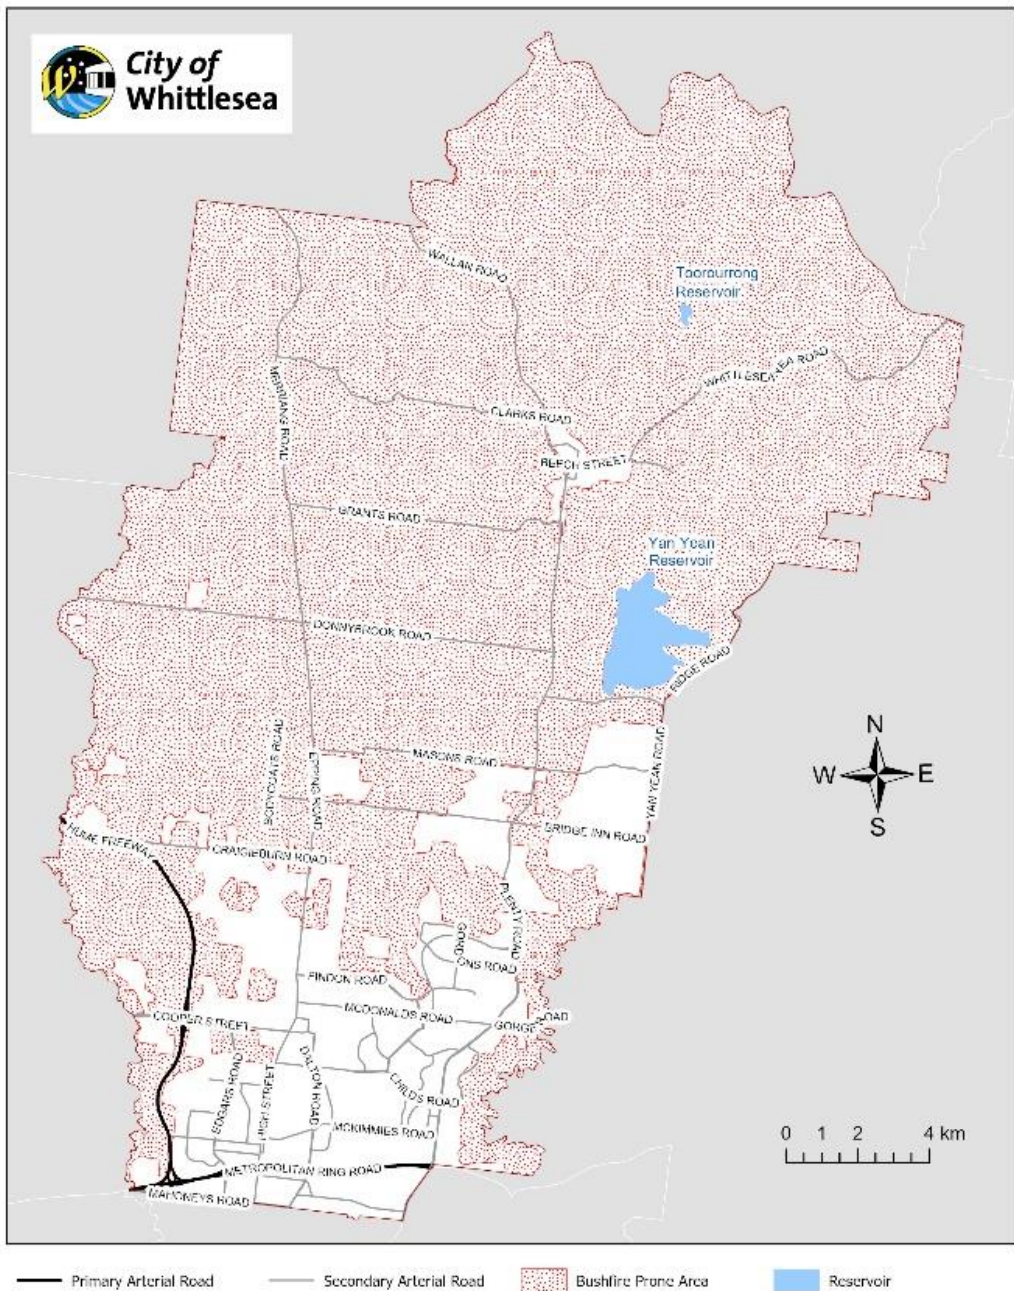 City of
Whittlesea
WALLAN ROAD
Toorourrong
Reservoir
WHITTLESEA
ROAD
MERRIANG ROAD
CLARKS ROAD
BEECH STREET
GRANTS ROAD
Yan Yean
Reservoir
DONNYBROOK ROAD
RIDGE ROAD
BODYCOATS ROAD
EPPING ROAD
MASONS ROAD
YAN YEAN ROAD
N
W E
S
HUME FREEWAY
CRAIGIEBURN ROAD
BRIDGE INN ROAD
PLENTY ROAD
GORD
ONS ROAD
FINDON ROAD
MCDONALDS ROAD
COOPER STREET
GORGE ROAD
EDGARS ROAD
HIGH STREET
DALTON ROAD
CHILDS ROAD
MCKIMMIES ROAD
0 1 2 4 km
METROPOLITAN RING ROAD
MAHONEYS ROAD
Primary Arterial Road Secondary Arterial Road Bushfire Prone Area Reservoir